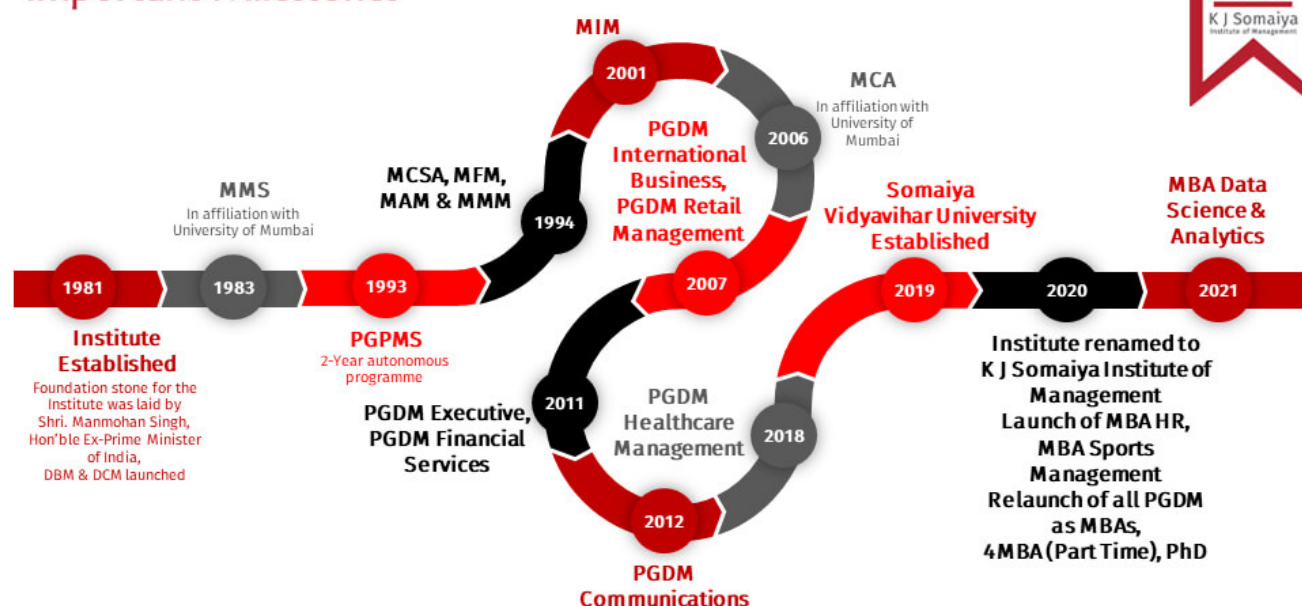 Important Milestones
K J Somaiya
Institute of Management
MIM
2001
MCA
In affiliation with
University of
Mumbai
2006
PGDM
International
Business,
PGDM Retail
Management
2007
MCSA, MFM,
MAM & MMM
1994
MMS
In affiliation with
University of Mumbai
1983
1981
Institute
Established
Foundation stone for the
Institute was laid by
Shri. Manmohan Singh,
Hon'ble Ex-Prime Minister
of India,
DBM & DCM launched
1993
PGPMS
2-Year autonomous
programme
PGDM Executive,
PGDM Financial
Services
2011
2012
PGDM
Communications
PGDM
Healthcare
Management
2018
Somaiya
Vidyavihar University
Established
2019
2020
Institute renamed to
K J Somaiya Institute of
Management
Launch of MBA HR,
MBA Sports
Management
Relaunch of all PGDM
as MBAs,
4MBA (Part Time), PhD
MBA Data
Science &
Analytics
2021